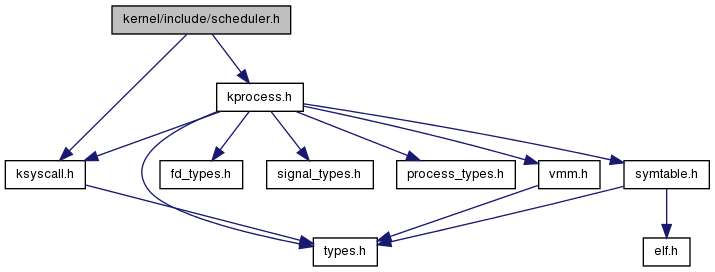 kernel/include/scheduler.h
kprocess.h
ksyscall.h
fd_types.h
signal_types.h
process_types.h
vmm.h
symtable.h
types.h
elf.h